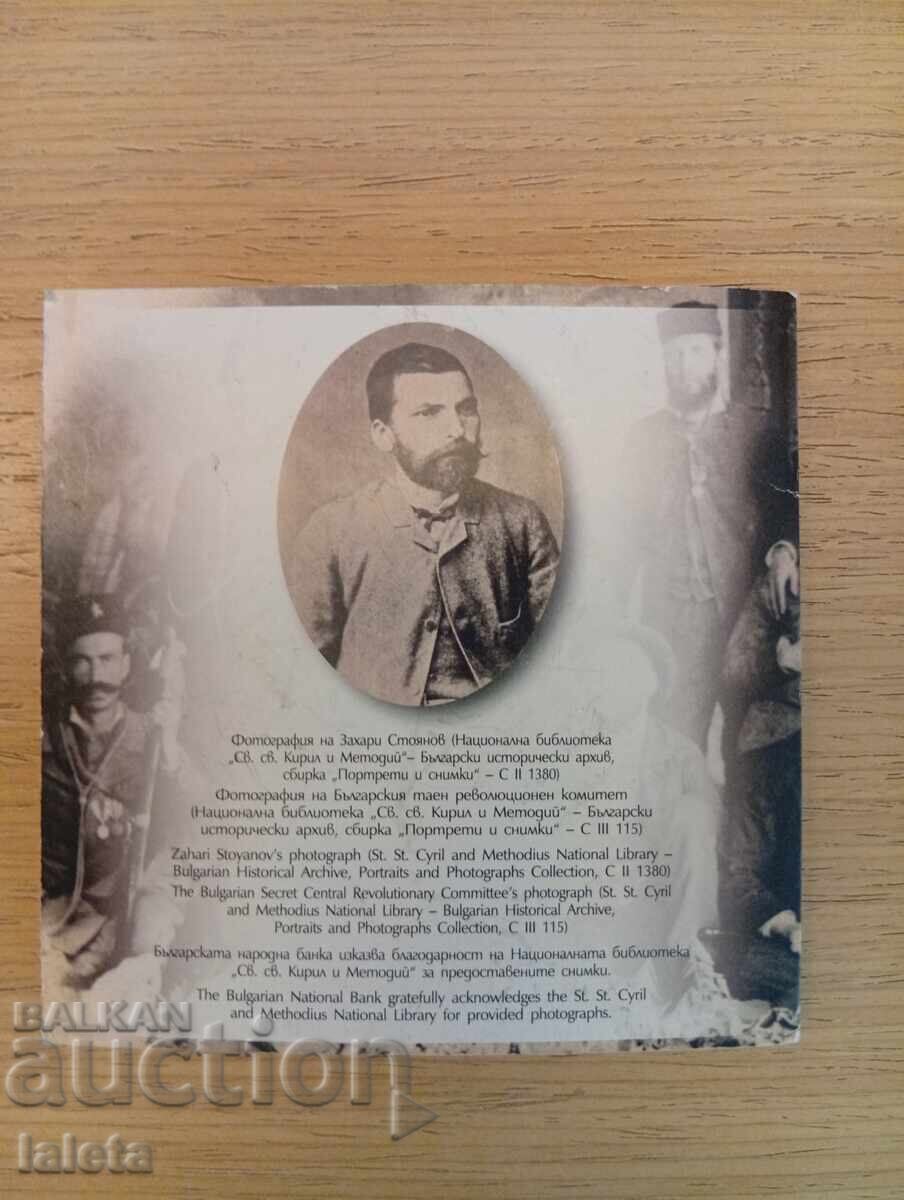 Фотография на Захари Стоянов (Национална библиотека
„Св. св. Кирил и Методий“– Български исторически архив,
сбирка „Портрети и снимки“ – С II 1380)
Фотография на Българския таен революционен комитет
(Национална библиотека „Св. св. Кирил и Методий“ – Български
исторически архив, сбирка „Портрети и снимки“ – С III 115)
Zahari Stoyanov's photograph (St. St. Cyril and Methodius National Library –
Bulgarian Historical Archive, Portraits and Photographs Collection, C II 1380)
The Bulgarian Secret Central Revolutionary Committee's photograph (St. St. Cyril
and Methodius National Library – Bulgarian Historical Archive,
Portraits and Photographs Collection, C III 115)
Българската народна банка изказва благодарност на Националната библиотека
„Св. св. Кирил и Методий“ за предоставените снимки.
The Bulgarian National Bank gratefully acknowledges the St. St. Cyril
and Methodius National Library for provided photographs.
BALKAN
auction
laleta